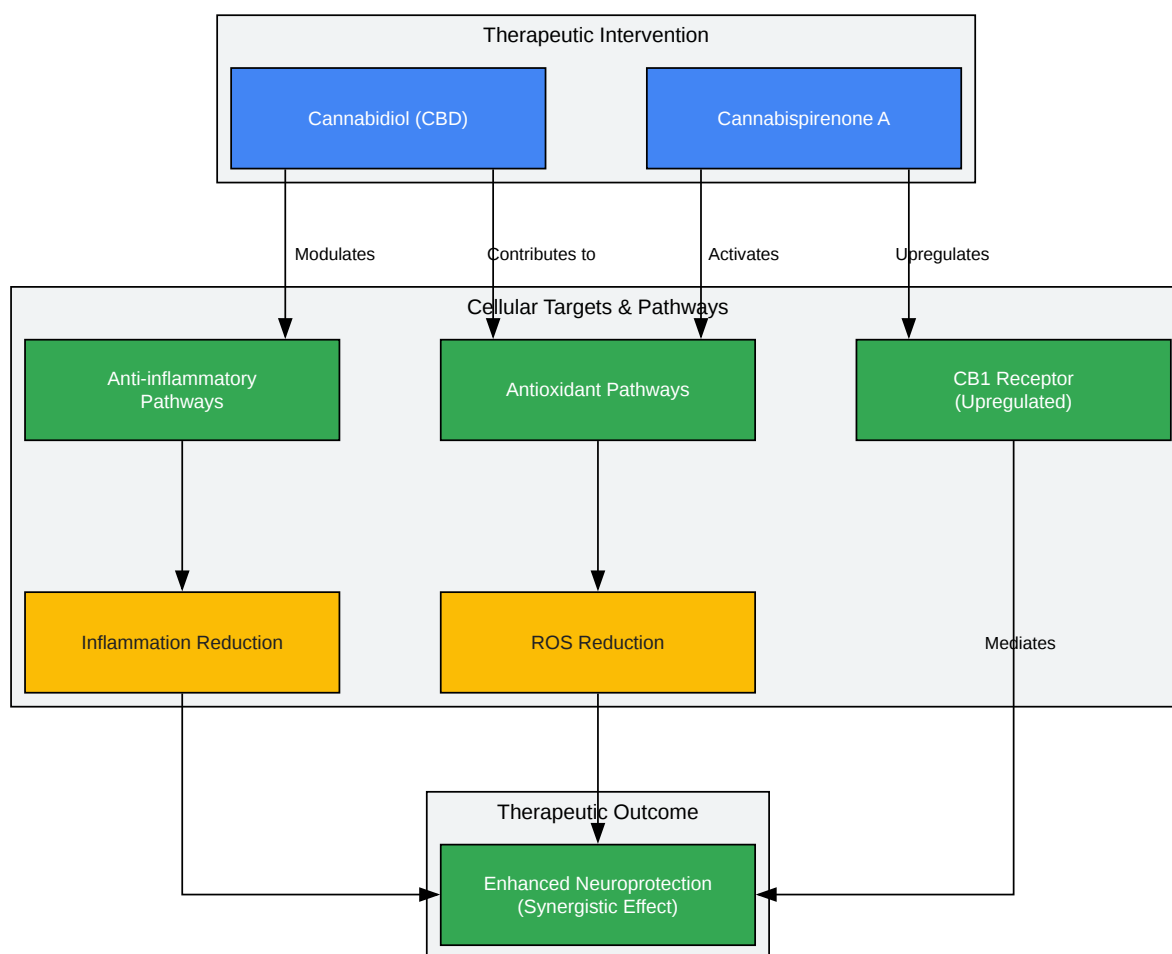 Therapeutic Intervention
Cannabidiol (CBD)
Cannabispirenone A
Modulates
Contributes to
Activates
Upregulates
Cellular Targets & Pathways
Anti-inflammatory
Pathways
Antioxidant Pathways
CB1 Receptor
(Upregulated)
Inflammation Reduction
ROS Reduction
Mediates
Therapeutic Outcome
Enhanced Neuroprotection
(Synergistic Effect)